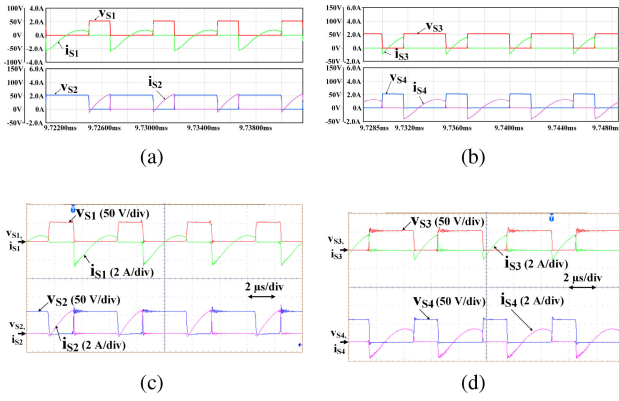 100V 6.0A
vS1
50V 4.0A
0V 2.0A
-50V 0.0A
-100V -2.0A
iS1
150V 6.0A
vS2
iS2
100V 4.0A
50V 2.0A
0V 0.0A
-50V -2.0A
9.72200ms 9.72600ms 9.73000ms 9.73400ms 9.73800ms
(a)
150V 6.0A
vS3
100V 4.0A
50V 2.0A
0V 0.0A
-50V -2.0A
iS3
150V 6.0A
vS4
iS4
100V 4.0A
50V 2.0A
0V 0.0A
-50V -2.0A
9.7285ms 9.7320ms 9.7360ms 9.7400ms 9.7440ms 9.7480ms
(b)
vS1 (50 V/div)
vS1,
iS1
iS1 (2 A/div)
vS2 (50 V/div)
2 μs/div
vS2,
iS2
iS2 (2 A/div)
(c)
vS3 (50 V/div)
vS3,
iS3
iS3 (2 A/div)
2 μs/div
vS4 (50 V/div)
iS4 (2 A/div)
vS4,
iS4
(d)